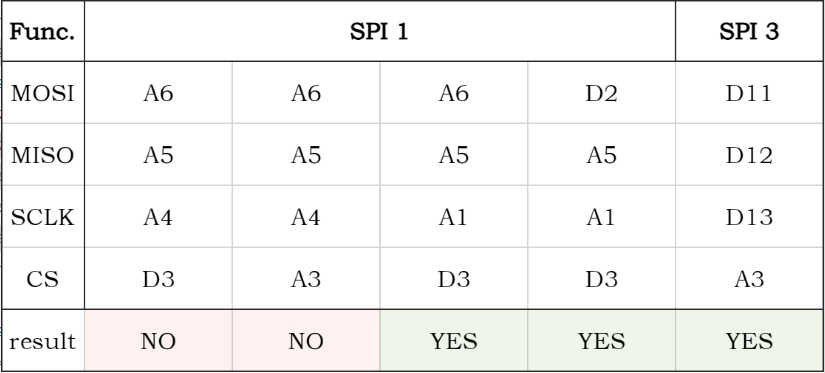 Func. SPI 1 SPI 3
MOSI A6 A6 A6 D2 D11
MISO A5 A5 A5 A5 D12
SCLK A4 A4 A1 A1 D13
CS D3 A3 D3 D3 A3
result NO NO YES YES YES